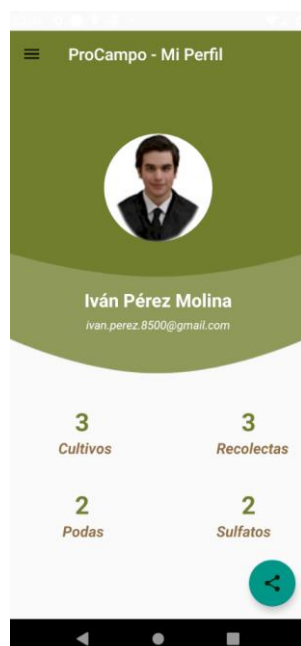 ProCampo - Mi Perfil
Iván Pérez Molina
ivan.perez.8500@gmail.com
3 3
Cultivos Recolectas
2 2
Podas Sulfatos